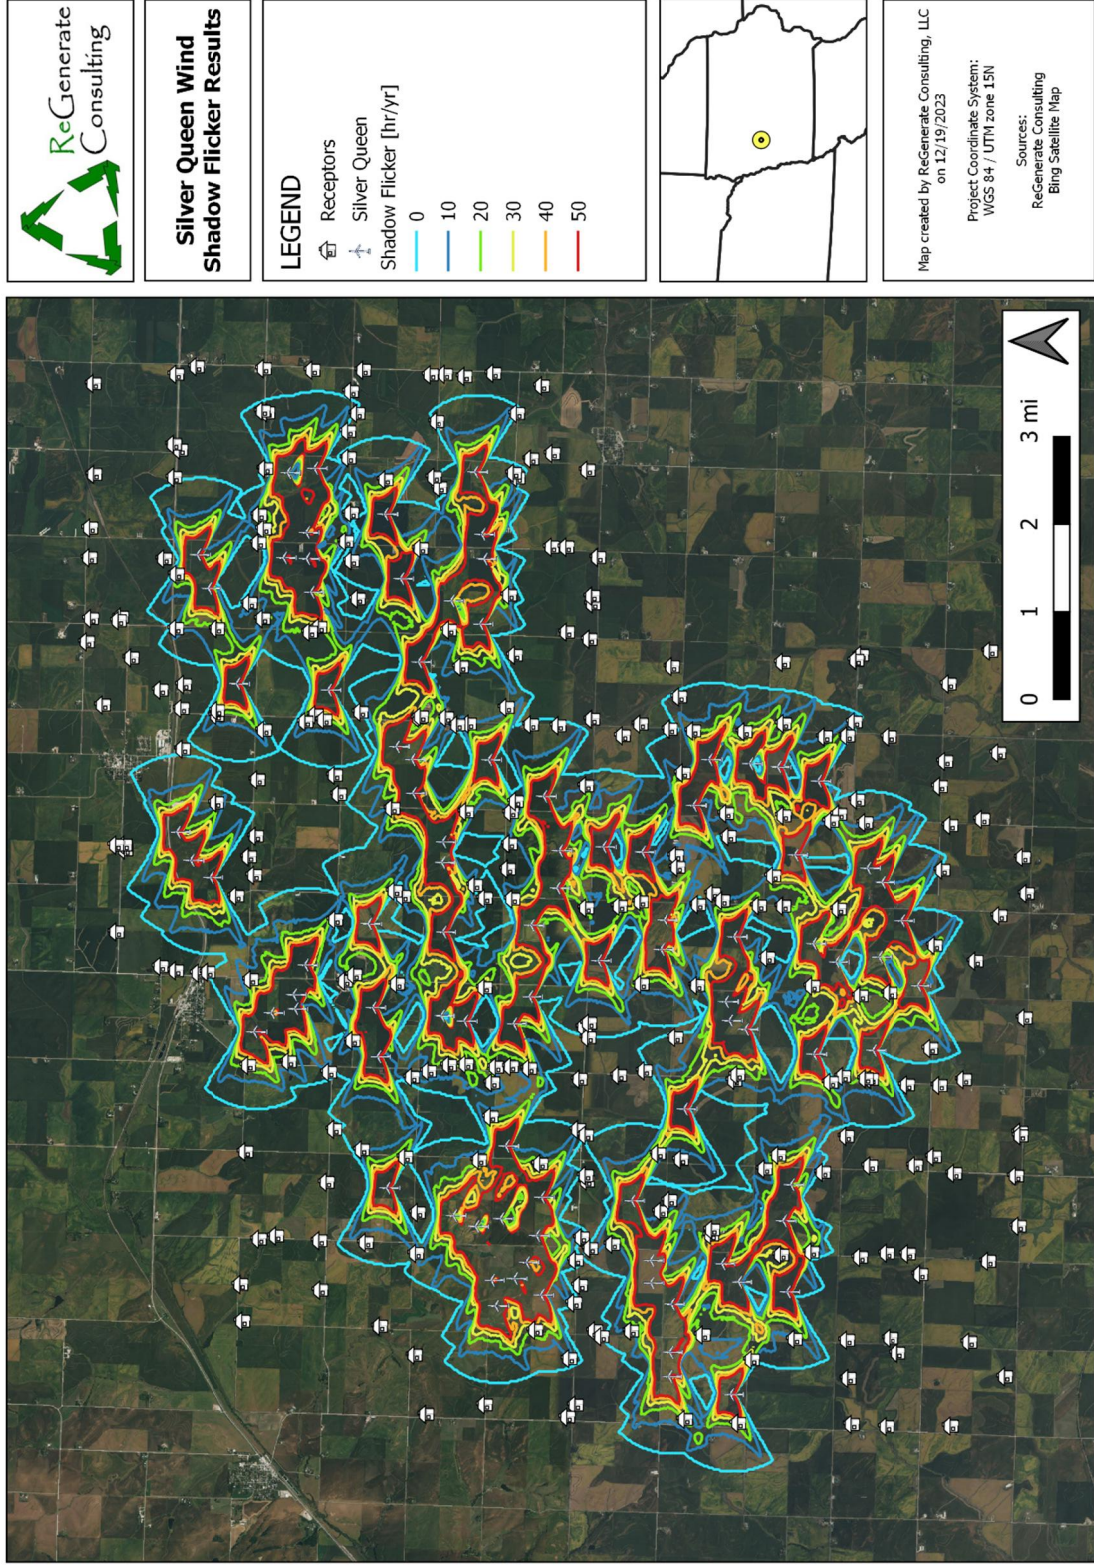 ReGenerate
Consulting
Silver Queen Wind
Shadow Flicker Results
LEGEND
Receptors
Silver Queen
Shadow Flicker [hr/yr]
0
10
20
30
40
50
Map created by ReGenerate Consulting, LLC
on 12/19/2023
Project Coordinate System:
WGS 84 / UTM zone 15N
Sources:
ReGenerate Consulting
Bing Satellite Map
0 1 2 3 mi